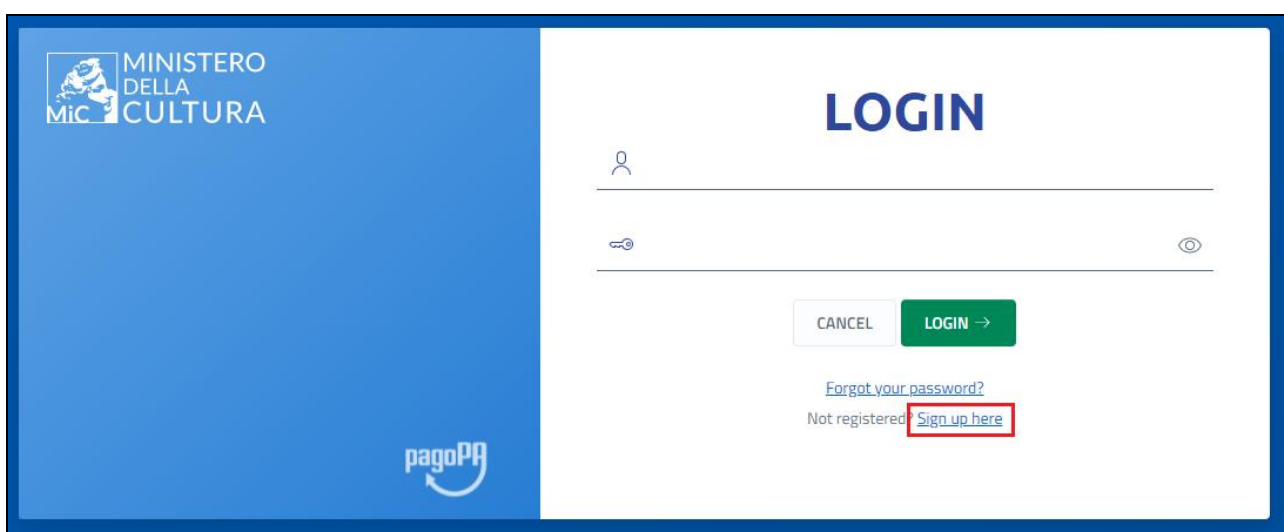 MiC MINISTERO
DELLA
CULTURA
LOGIN
CANCEL
LOGIN →
Forgot your password?
Not registered? Sign up here
pagoPA